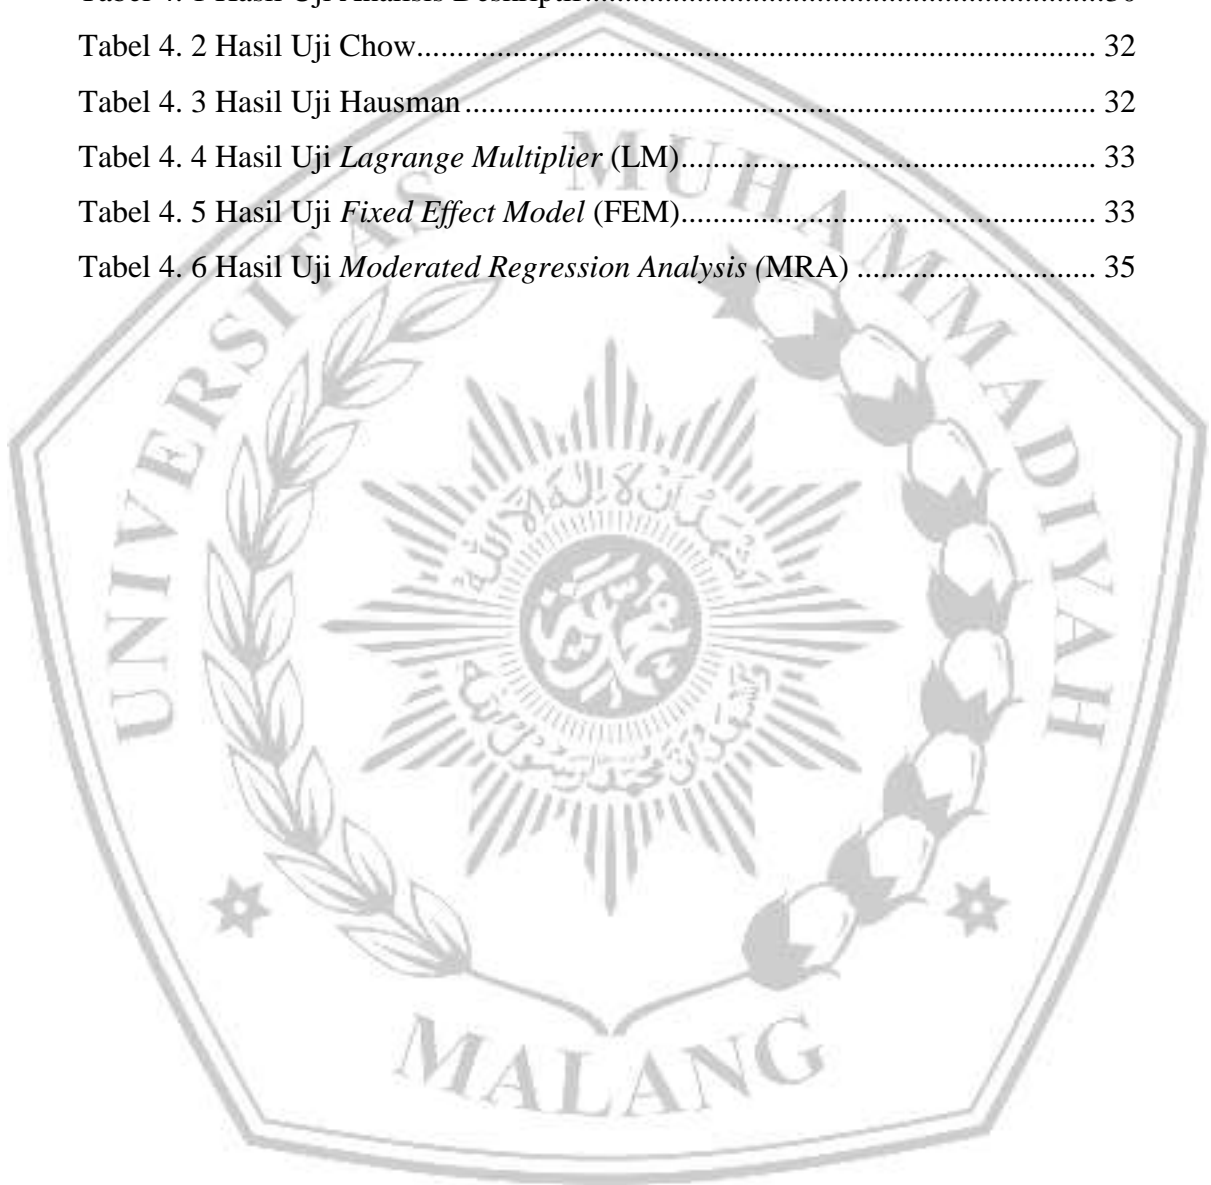 Tabel 4. 2 Hasil Uji Chow.................................................................................... 32
Tabel 4. 3 Hasil Uji Hausman.............................................................................. 32
Tabel 4. 4 Hasil Uji Lagrange Multiplier (LM).................................................... 33
Tabel 4. 5 Hasil Uji Fixed Effect Model (FEM).................................................... 33
Tabel 4. 6 Hasil Uji Moderated Regression Analysis (MRA) .............................. 35
UNIVERSITAS MUHAMMADIYAH
MALANG